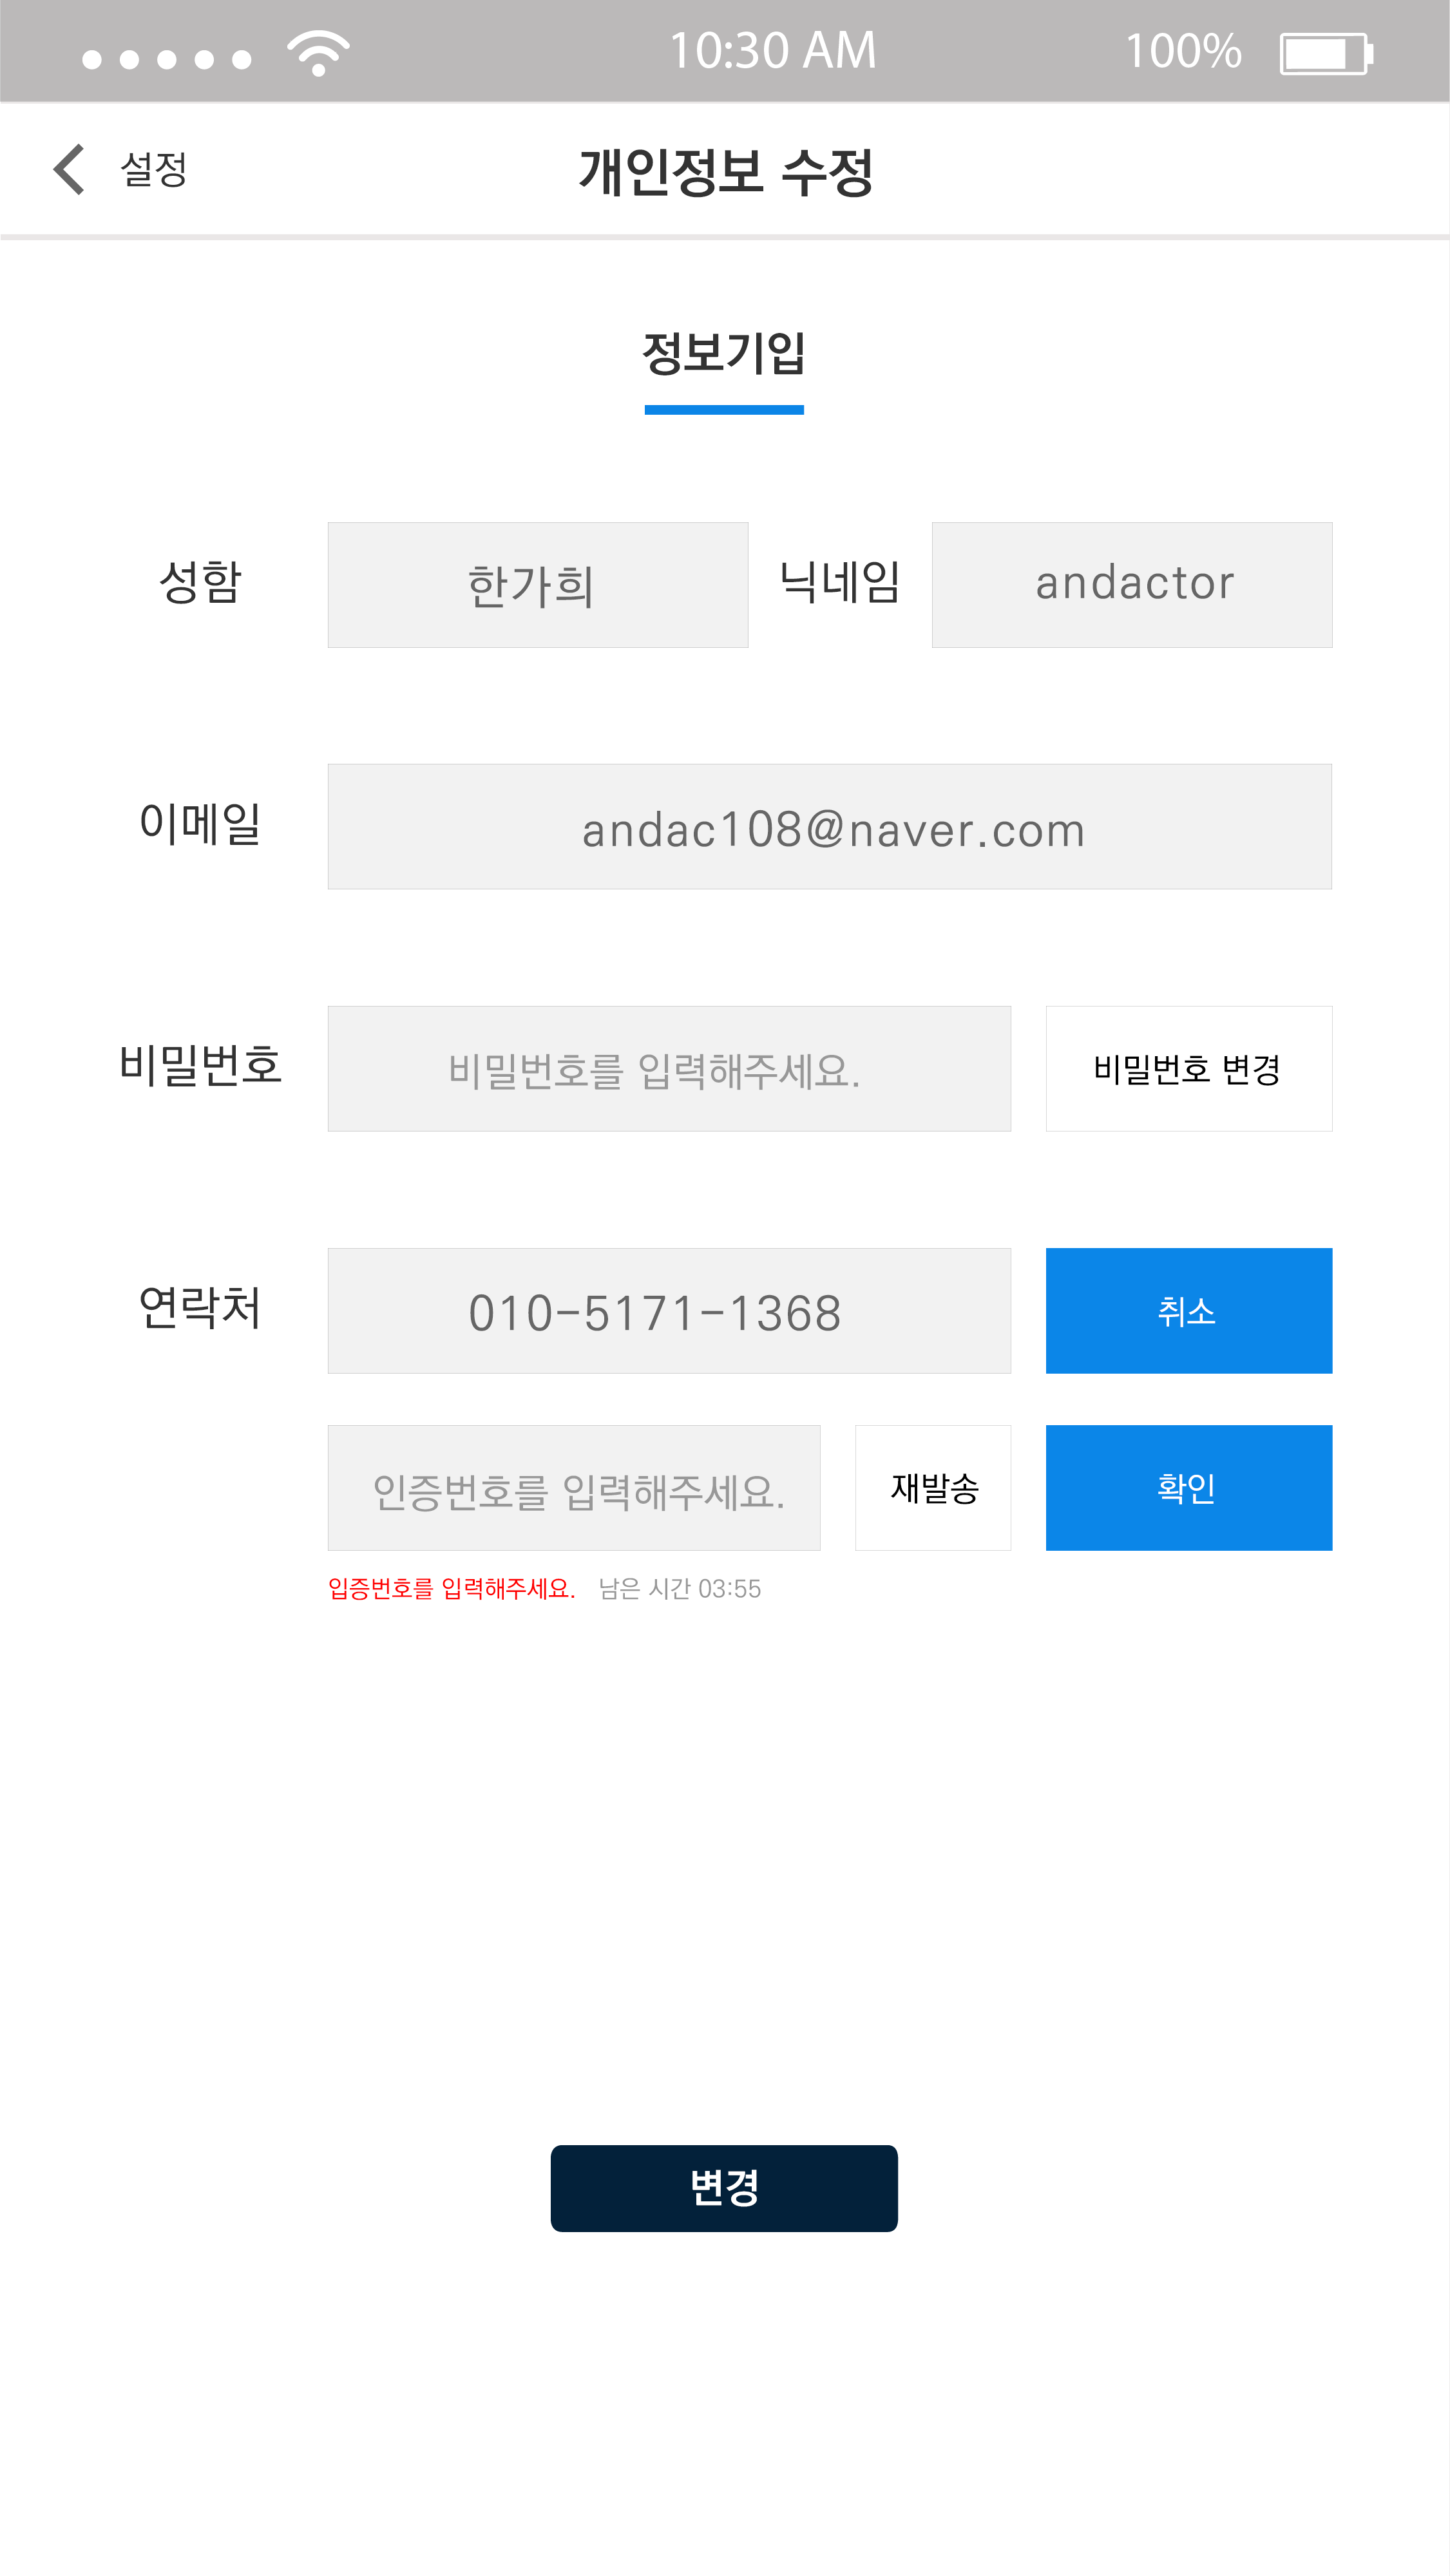 10:30 AM 100%
설정 개인정보 수정
정보기입
성함 한가희 닉네임 andactor
이메일 andac108@naver.com
비밀번호 비밀번호를 입력해주세요. 비밀번호 변경
연락처 010-5171-1368 취소
인증번호를 입력해주세요. 재발송 확인
입증번호를 입력해주세요. 남은 시간 03:55
변경